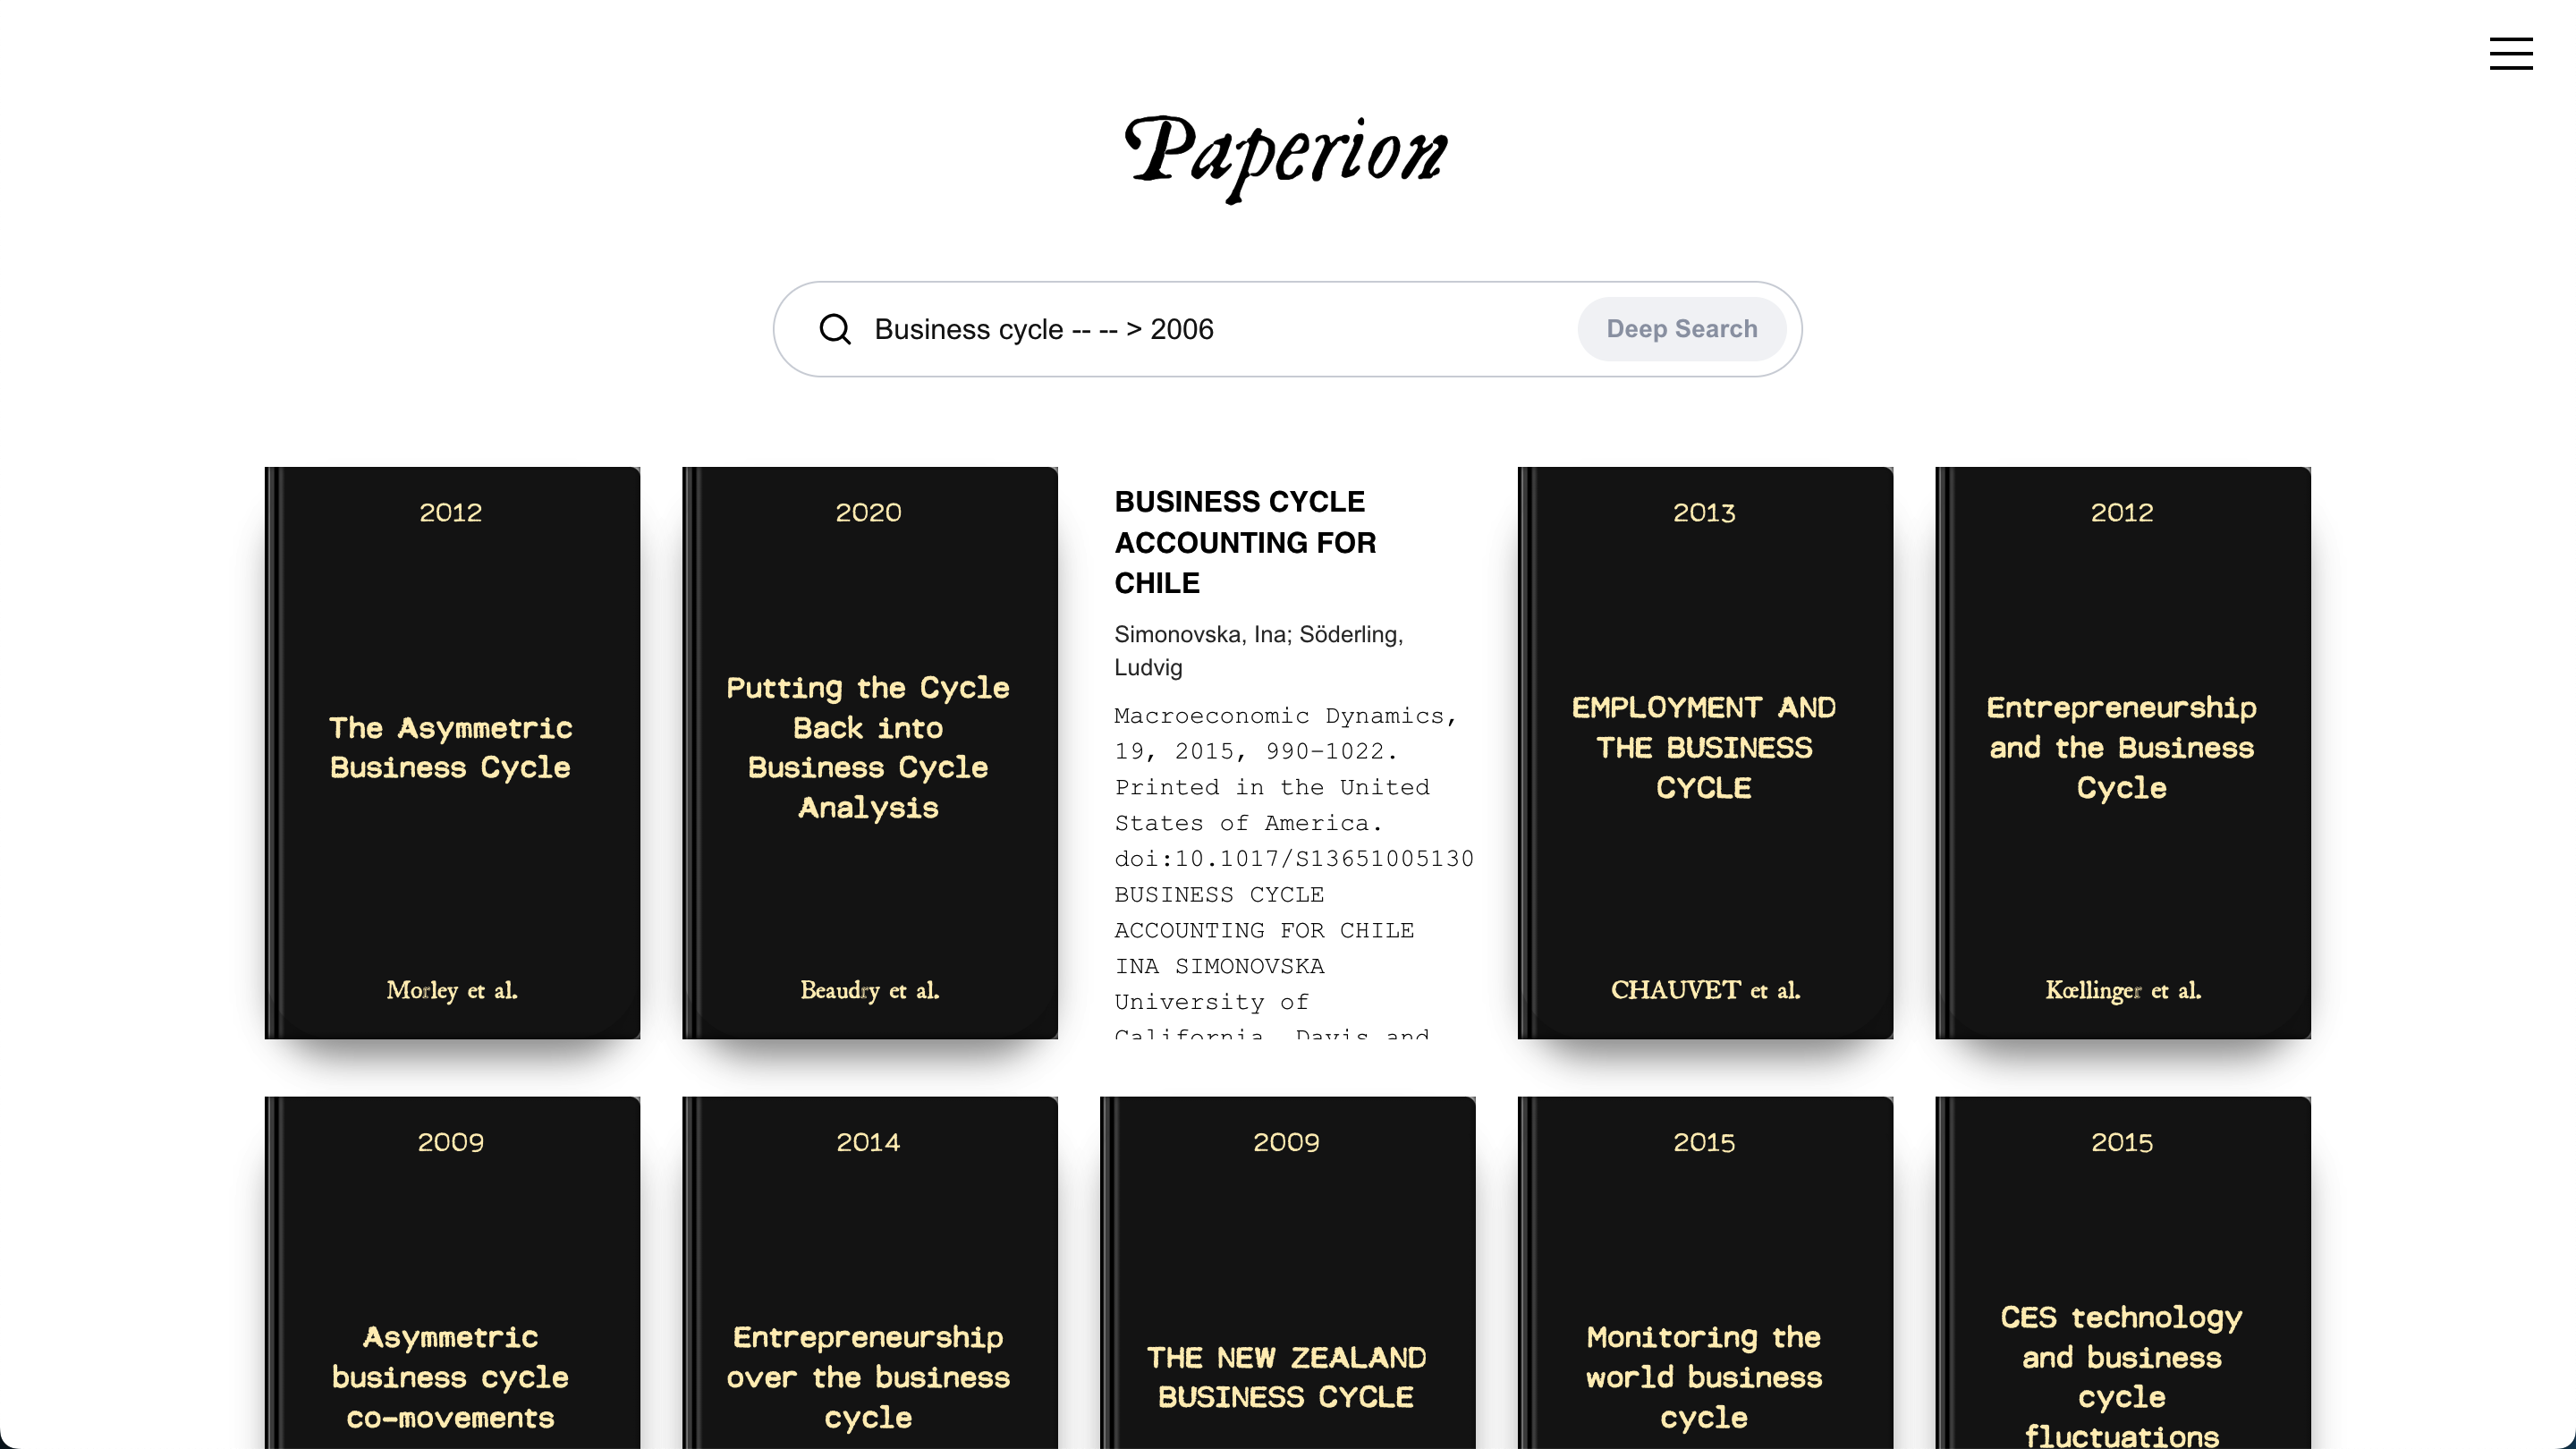 Paperion
Business cycle -- -- > 2006
Deep Search
2012
The Asymmetric
Business Cycle
Morley et al.
2020
Putting the Cycle
Back into
Business Cycle
Analysis
Beaudry et al.
BUSINESS CYCLE
ACCOUNTING FOR
CHILE
Simonovska, Ina; Söderling,
Ludvig
Macroeconomic Dynamics,
19, 2015, 990–1022.
Printed in the United
States of America.
doi:10.1017/S13651005130
BUSINESS CYCLE
ACCOUNTING FOR CHILE
INA SIMONOVSKA
University of
California, Davis and
2013
EMPLOYMENT AND
THE BUSINESS
CYCLE
CHAUVET et al.
2012
Entrepreneurship
and the Business
Cycle
Kœllinger et al.
2009
Asymmetric
business cycle
co-movements
2014
Entrepreneurship
over the business
cycle
2009
THE NEW ZEALAND
BUSINESS CYCLE
2015
Monitoring the
world business
cycle
2015
CES technology
and business
cycle
fluctuations